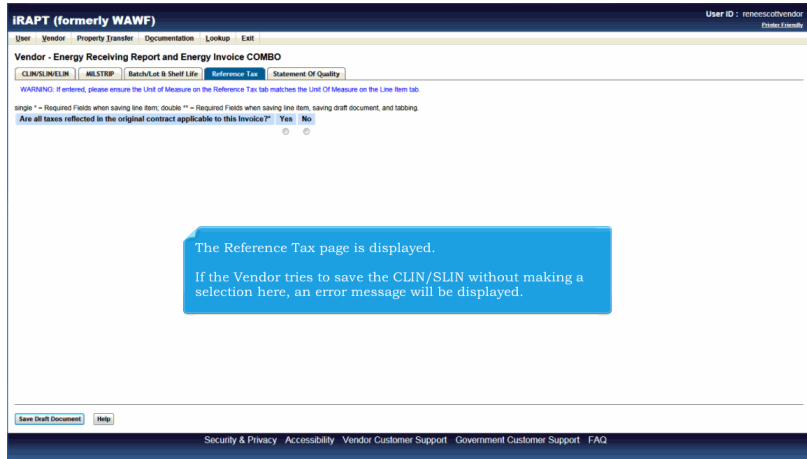 iRAPT (formerly WAWF)
User ID : reneescottvendor
Printer Friendly
User Vendor Property Transfer Documentation Lookup Exit
Vendor - Energy Receiving Report and Energy Invoice COMBO
CLIN/SLIN/ELIN MILSTRIP Batch/Lot & Shelf Life Reference Tax Statement Of Quality
WARNING: If entered, please ensure the Unit of Measure on the Reference Tax tab matches the Unit Of Measure on the Line Item tab.
single * = Required Fields when saving line item; double ** = Required Fields when saving line item, saving draft document, and tabbing.
Are all taxes reflected in the original contract applicable to this Invoice?* Yes No
The Reference Tax page is displayed.
If the Vendor tries to save the CLIN/SLIN without making a
selection here, an error message will be displayed.
Save Draft Document Help
Security & Privacy Accessibility Vendor Customer Support Government Customer Support FAQ